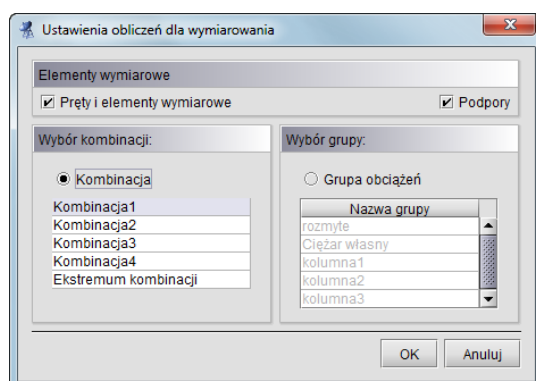 Ustawienia obliczeń dla wymiarowania
Elementy wymiarowe
Pręty i elementy wymiarowe
Podpory
Wybór kombinacji:
Kombinacja
Kombinacja1
Kombinacja2
Kombinacja3
Kombinacja4
Ekstremum kombinacji
Wybór grupy:
Grupa obciążeń
Nazwa grupy
rozmyte
Ciężar własny
kolumna1
kolumna2
kolumna3
OK
Anuluj